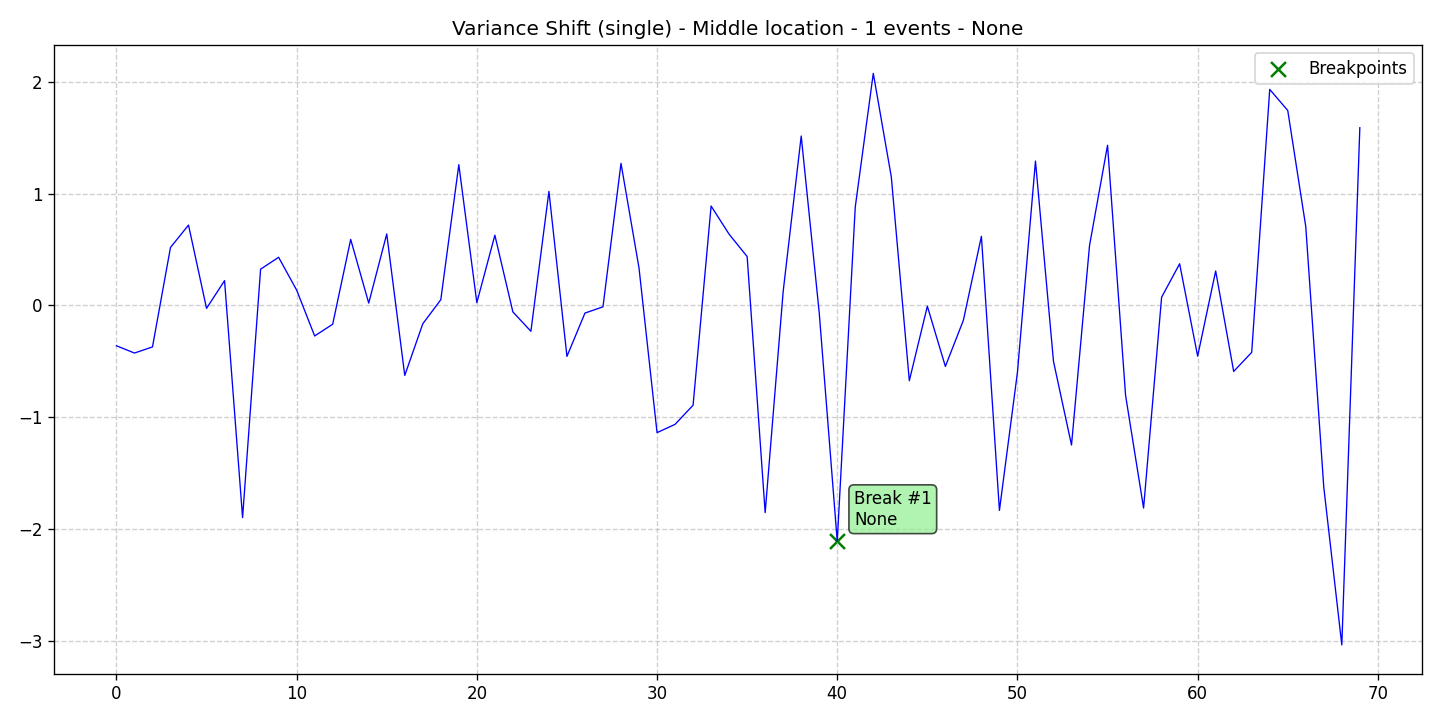 Variance Shift (single) - Middle location - 1 events - None
Breakpoints
2
1
0
−1
−2
−3
Break #1
None
0 10 20 30 40 50 60 70